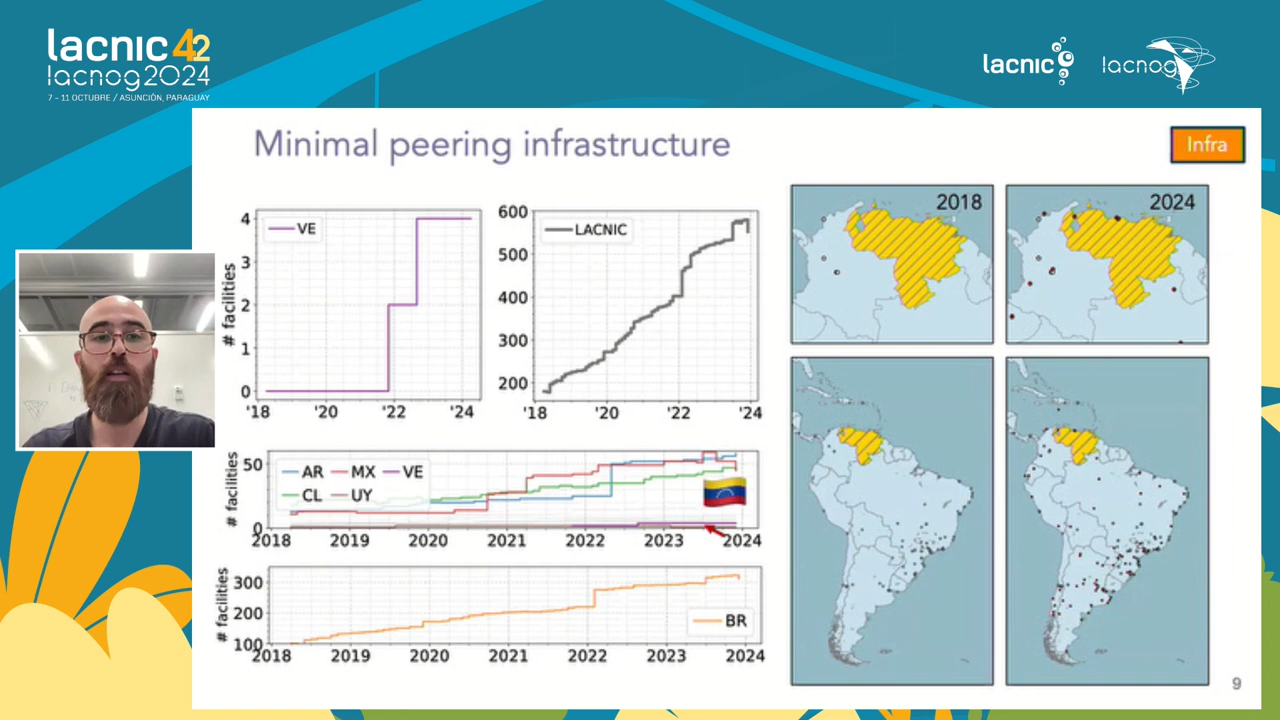 lacnic 42
lacnog2024
7 - 11 OCTUBRE / ASUNCIÓN, PARAGUAY
lacnic
lacnog
Minimal peering infrastructure
Infra
# facilities
4
3
2
1
0
VE
'18 '20 '22 '24
600
500
400
300
200
LACNIC
'18 '20 '22 '24
2018
2024
# facilities
50
0
AR MX VE
CL UY
2018 2019 2020 2021 2022 2023 2024
# facilities
300
200
100
BR
2018 2019 2020 2021 2022 2023 2024
9